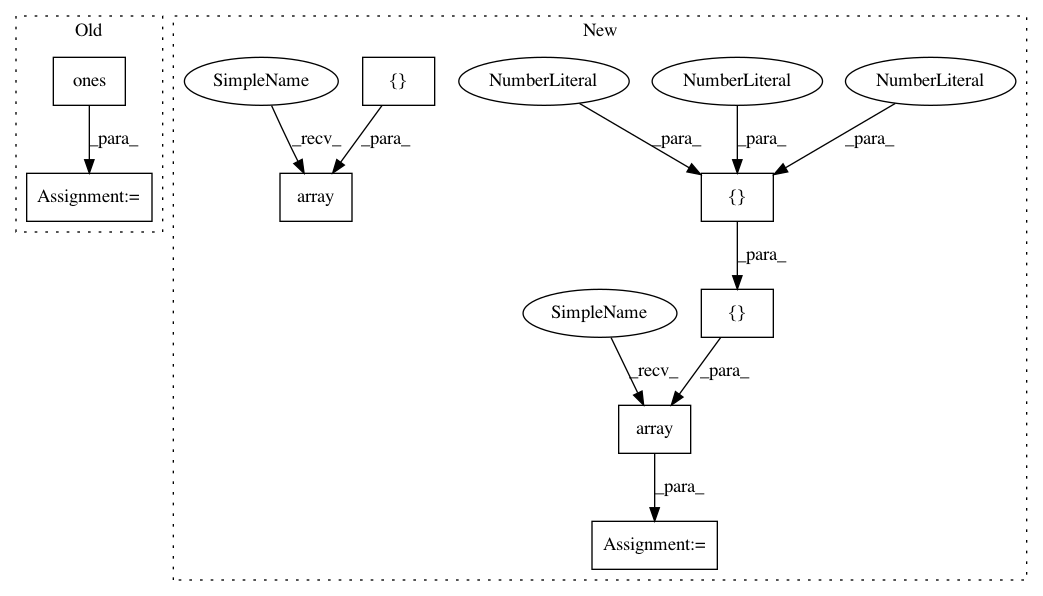 Old
New
ones
SimpleName
{}
NumberLiteral
NumberLiteral
NumberLiteral
_para_
_recv_
_para_
_para_
_para_
_para_
Assignment:=
array
{}
_para_
SimpleName
{}
_recv_
_para_
array
_para_
Assignment:=